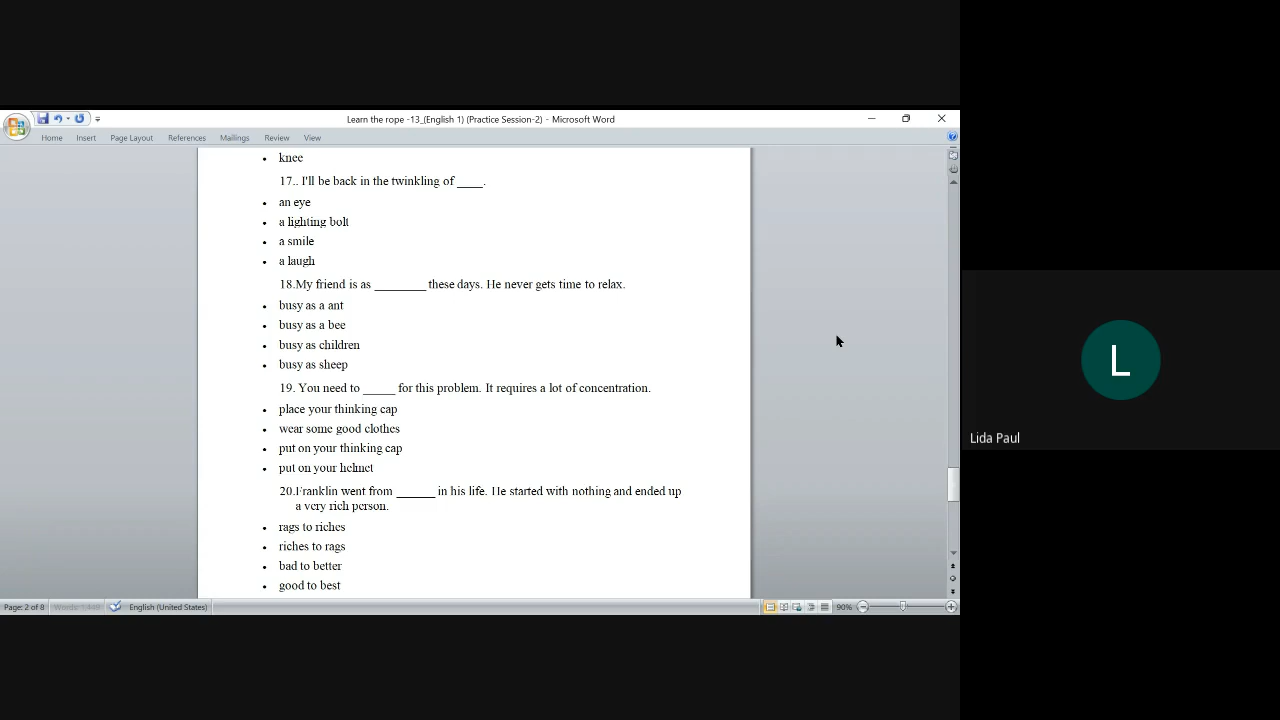 Learn the rope -13_(English 1) (Practice Session-2) - Microsoft Word
Home Insert Page Layout References Mailings Review View
• knee
17.. I'll be back in the twinkling of ____.
• an eye
• a lighting bolt
• a smile
• a laugh
18.My friend is as ________ these days. He never gets time to relax.
• busy as a ant
• busy as a bee
• busy as children
• busy as sheep
19. You need to _____ for this problem. It requires a lot of concentration.
• place your thinking cap
• wear some good clothes
• put on your thinking cap
• put on your helmet
20.Franklin went from ______ in his life. He started with nothing and ended up
a very rich person.
• rags to riches
• riches to rags
• bad to better
• good to best
Page: 2 of 8 English (United States) 90%
L
Lida Paul